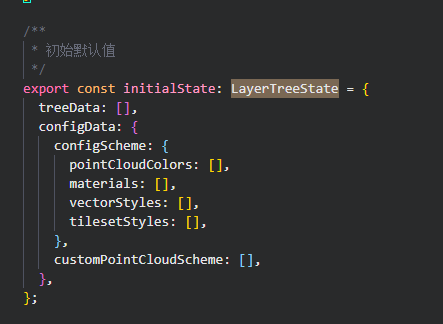 /**
 * 初始默认值
 */
export const initialState: LayerTreeState = {
  treeData: [],
  configData: {
    configScheme: {
      pointCloudColors: [],
      materials: [],
      vectorStyles: [],
      tilesetStyles: [],
    },
    customPointCloudScheme: [],
  },
};